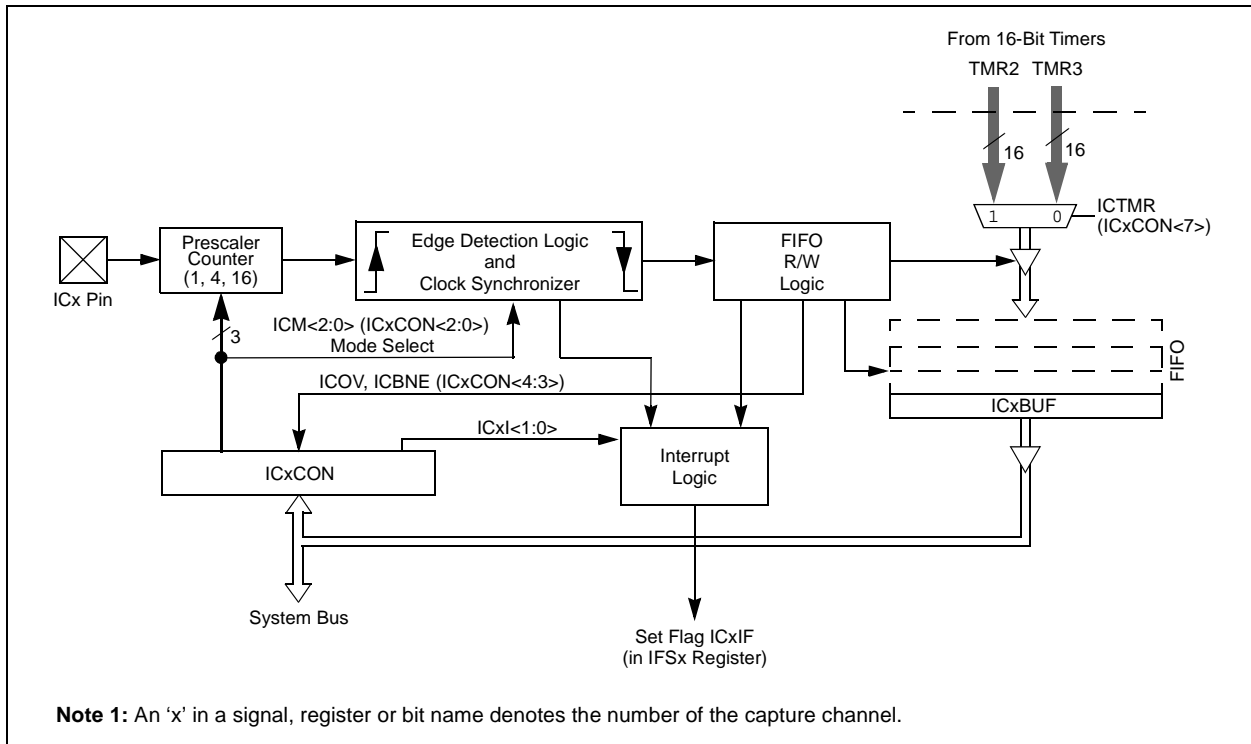 From 16-Bit Timers
TMR2 TMR3
16 16
1 0
ICTMR
(ICxCON<7>)
ICx Pin
Prescaler
Counter
(1, 4, 16)
Edge Detection Logic
and
Clock Synchronizer
FIFO
R/W
Logic
3
ICM<2:0> (ICxCON<2:0>)
Mode Select
FIFO
ICOV, ICBNE (ICxCON<4:3>)
ICxBUF
ICxI<1:0>
Interrupt
Logic
ICxCON
System Bus
Set Flag ICxIF
(in IFSx Register)
Note 1: An ‘x’ in a signal, register or bit name denotes the number of the capture channel.